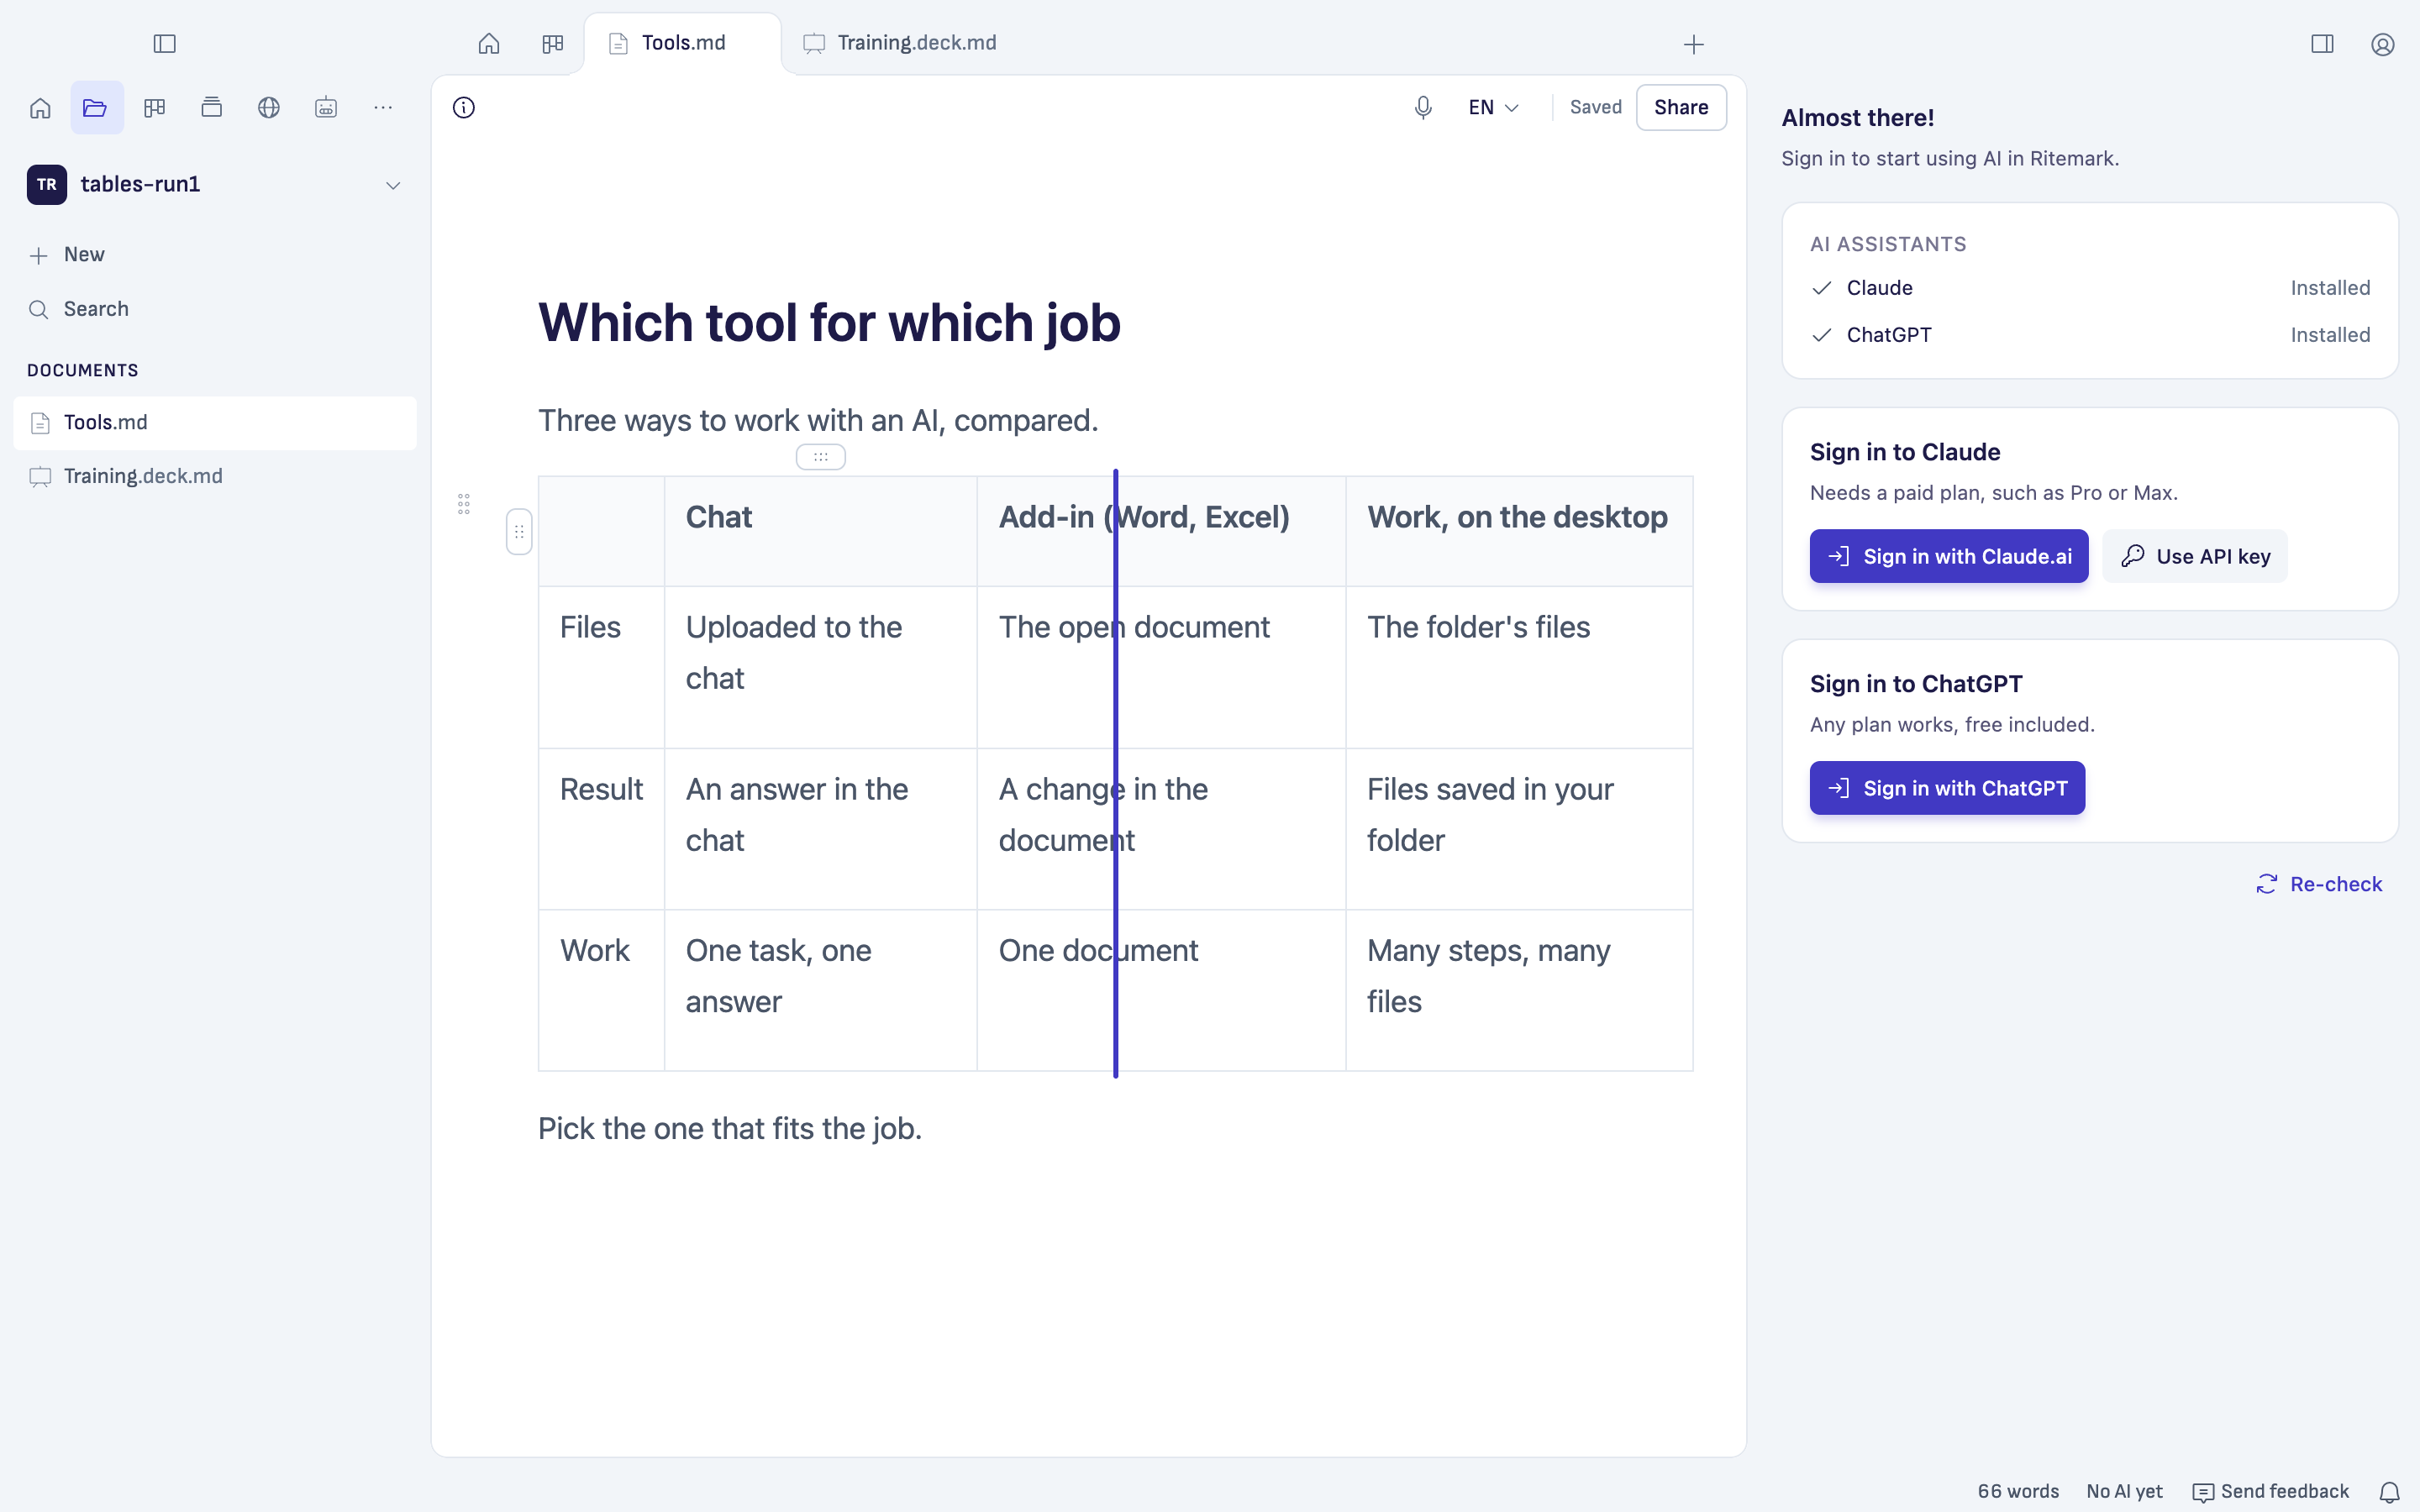 Tools.md
Training.deck.md
TR
tables-run1
New
Search
DOCUMENTS
Tools.md
Training.deck.md
EN
Saved
Share
Which tool for which job
Three ways to work with an AI, compared.
Chat
Add-in (Word, Excel)
Work, on the desktop
Files
Uploaded to the
chat
The open document
The folder's files
Result
An answer in the
chat
A change in the
document
Files saved in your
folder
Work
One task, one
answer
One document
Many steps, many
files
Pick the one that fits the job.
Almost there!
Sign in to start using AI in Ritemark.
AI ASSISTANTS
Claude
Installed
ChatGPT
Installed
Sign in to Claude
Needs a paid plan, such as Pro or Max.
Sign in with Claude.ai
Use API key
Sign in to ChatGPT
Any plan works, free included.
Sign in with ChatGPT
Re-check
66 words
No AI yet
Send feedback